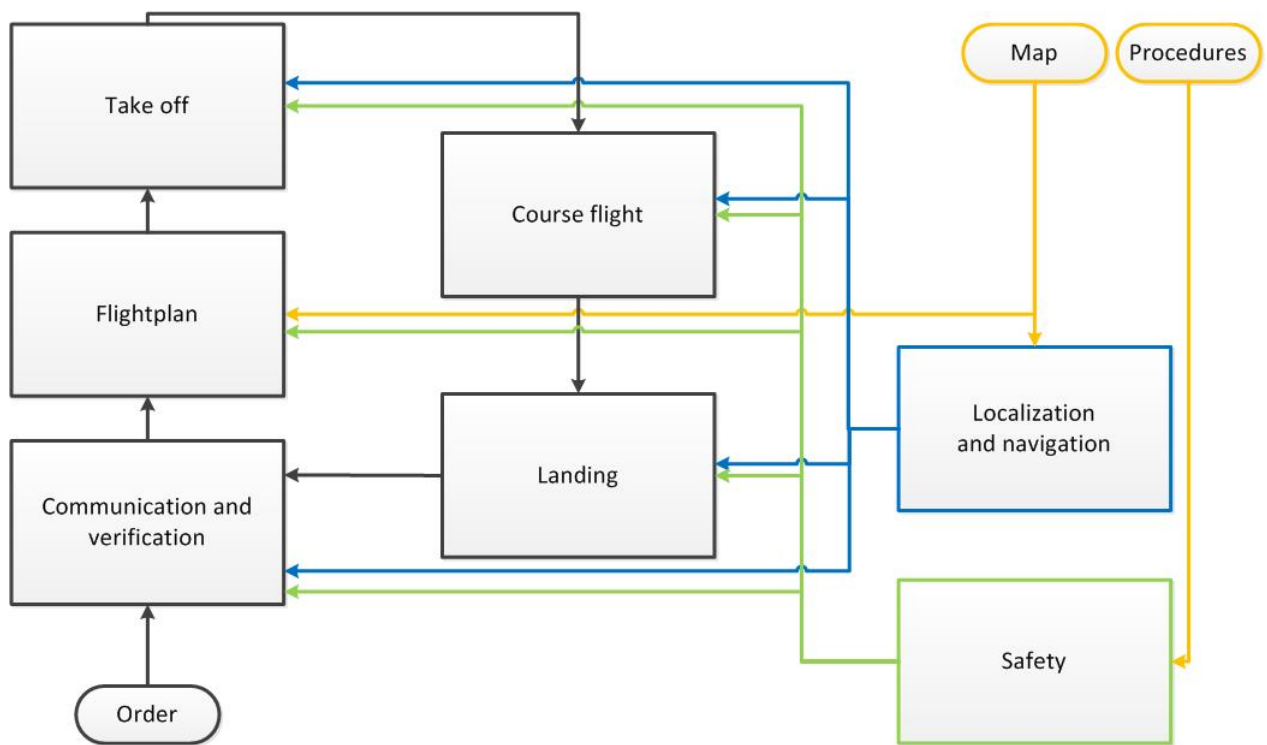 Take off
Map
Procedures
Course flight
Flightplan
Localization
and navigation
Landing
Communication and
verification
Safety
Order